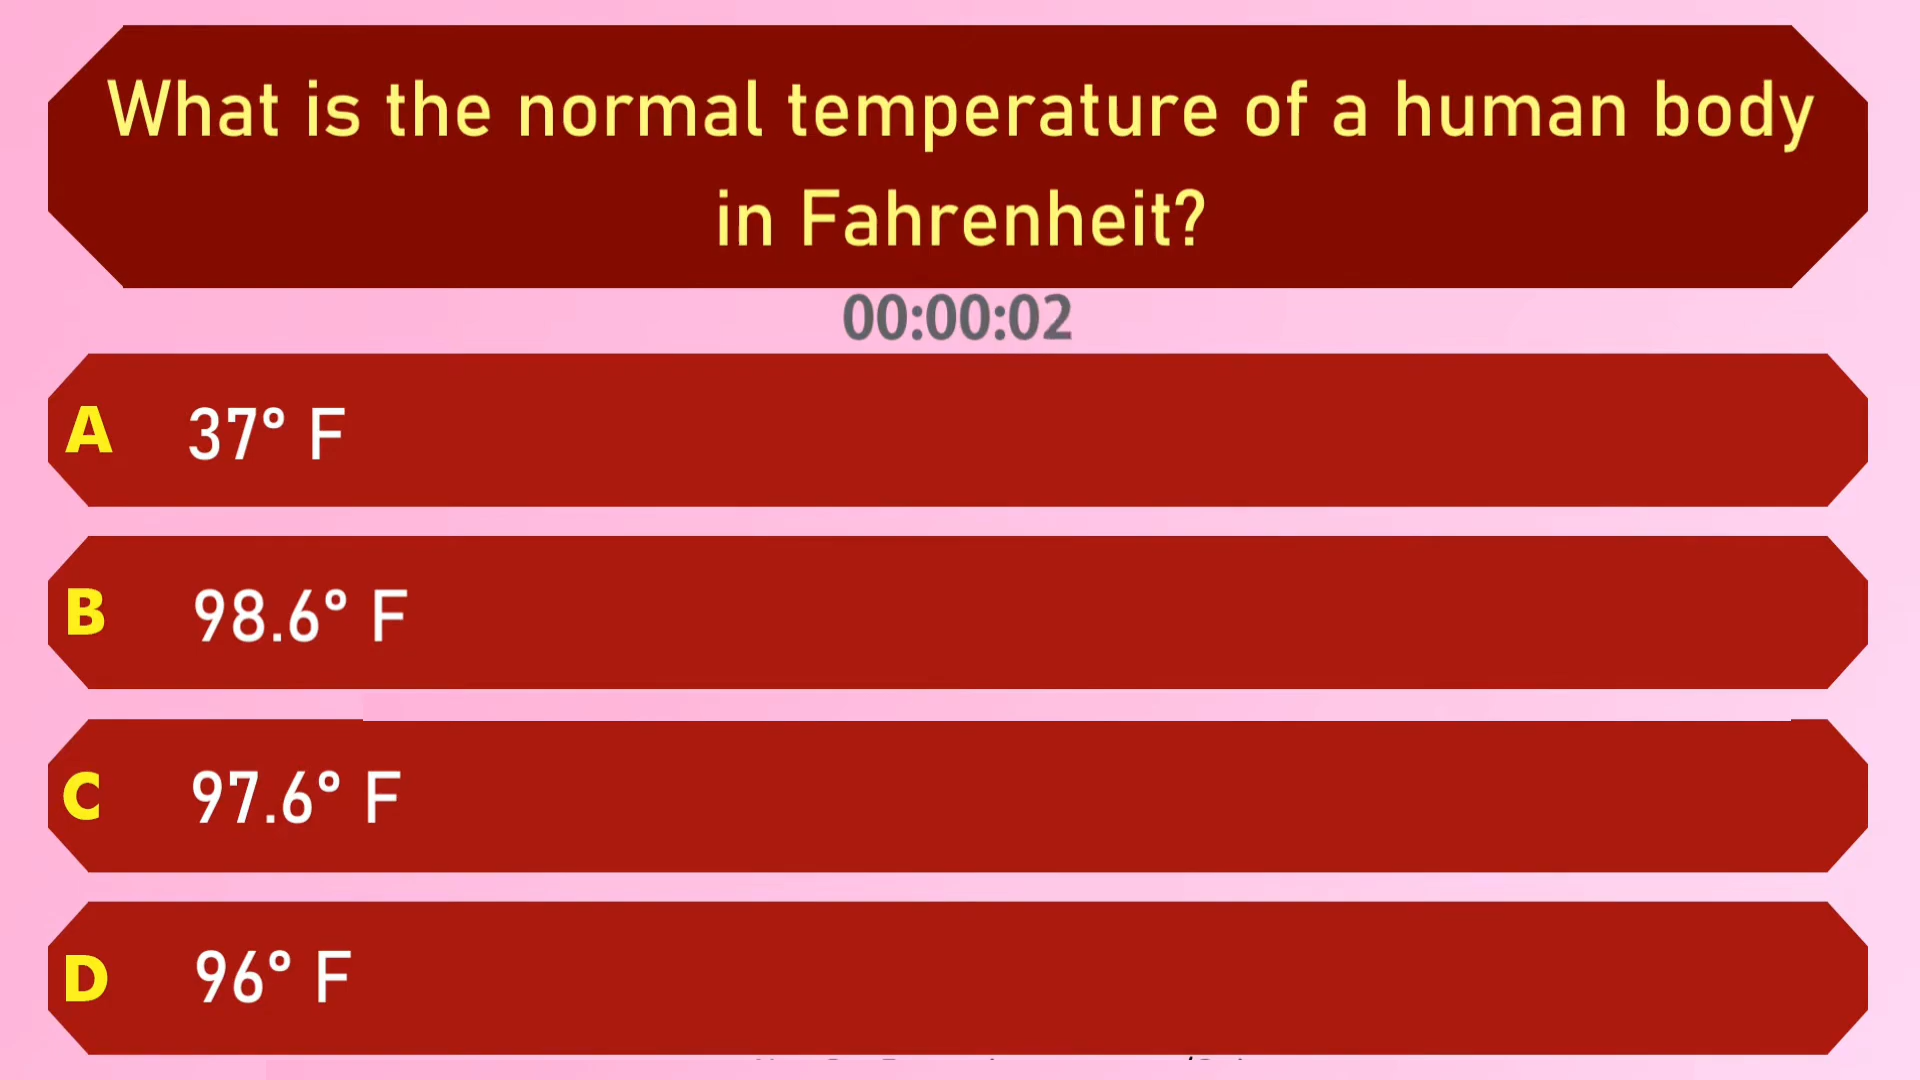 What is the normal temperature of a human body
in Fahrenheit?
00:00:02
A 37° F
B 98.6° F
C 97.6° F
D 96° F